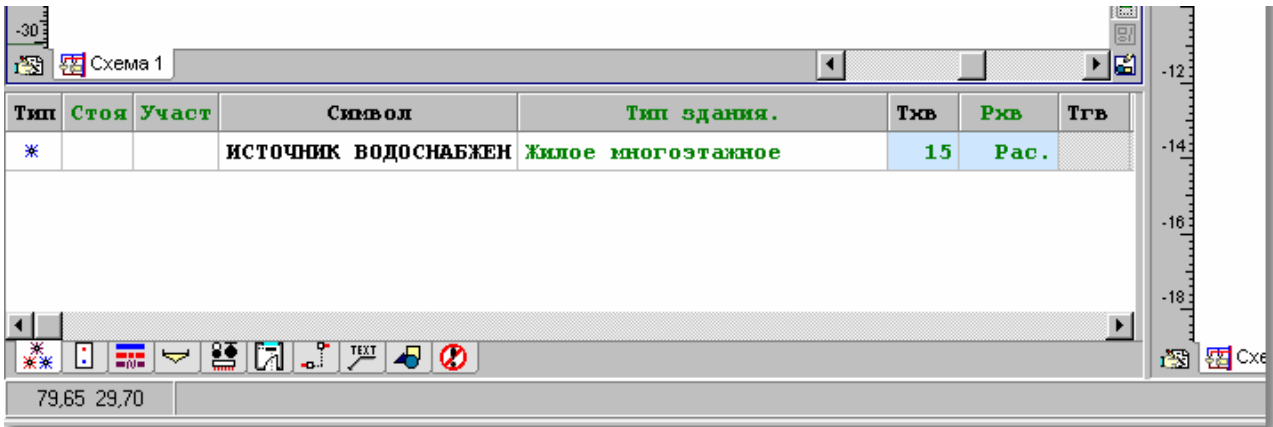 -30
Схема 1
-12
Тип Стоя Участ Символ Тип здания. Тхв Рхв Тгв
ИСТОЧНИК ВОДОСНАБЖЕН Жилое многоэтажное 15 Рас.
-14
-16
-18
TEXT
Схе
79,65 29,70